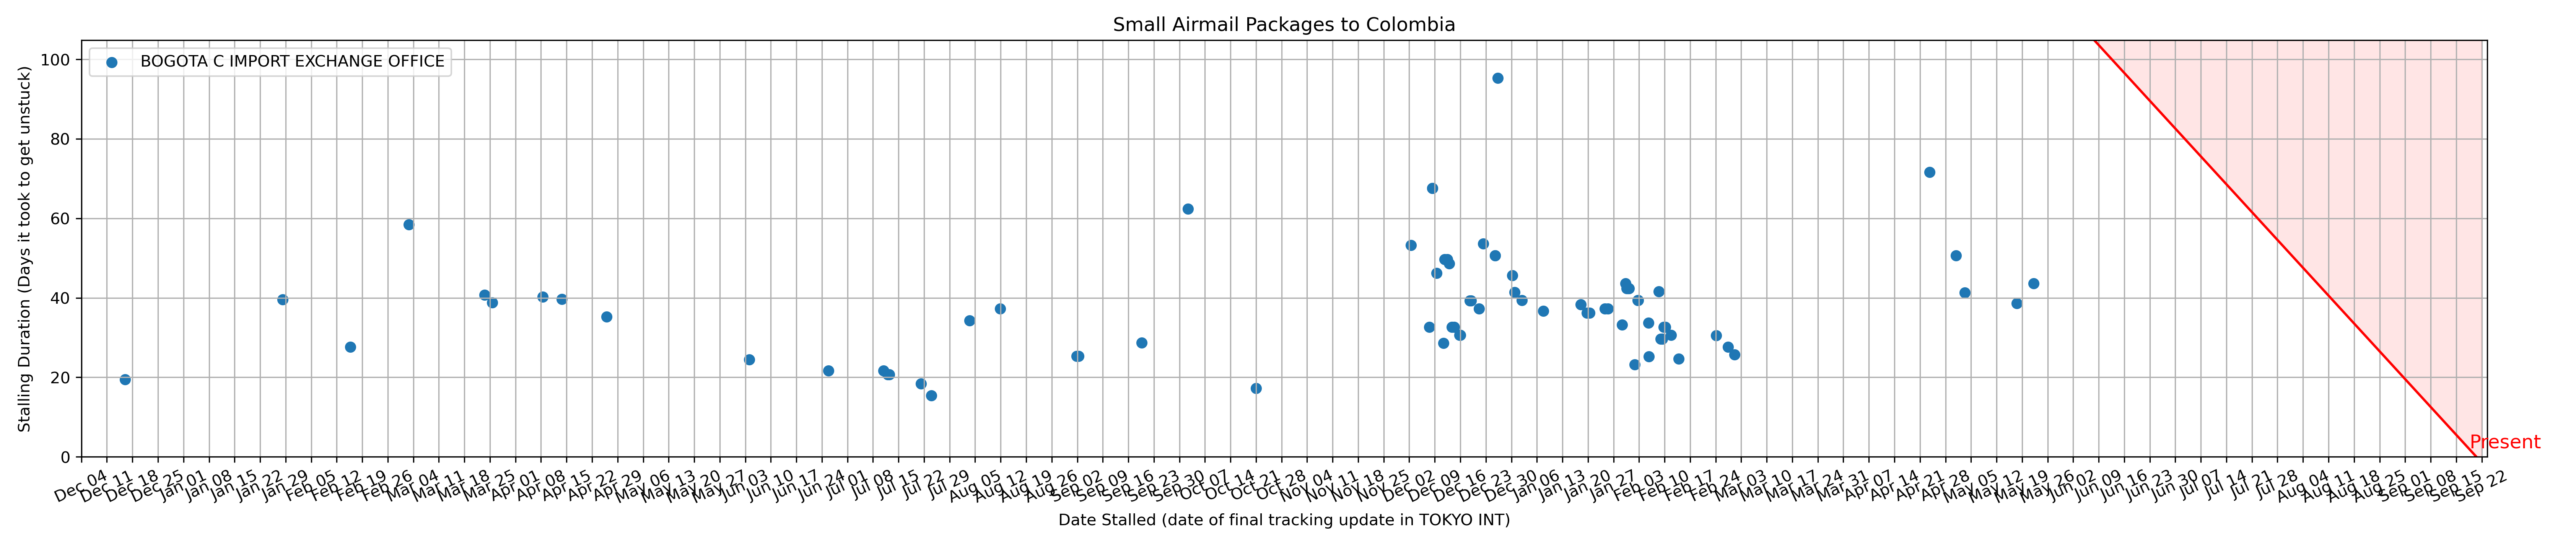 Small Airmail Packages to Colombia
BOGOTA C IMPORT EXCHANGE OFFICE
Stalling Duration (Days it took to get unstuck)
100
80
60
40
20
0
Present
Dec 04 Dec 11 Dec 18 Dec 25 Jan 01 Jan 08 Jan 15 Jan 22 Jan 29 Feb 05 Feb 12 Feb 19 Feb 26 Mar 04 Mar 11 Mar 18 Mar 25 Apr 01 Apr 08 Apr 15 Apr 22 Apr 29 May 06 May 13 May 20 May 27 Jun 03 Jun 10 Jun 17 Jun 24 Jul 01 Jul 08 Jul 15 Jul 22 Jul 29 Aug 05 Aug 12 Aug 19 Aug 26 Sep 02 Sep 09 Sep 16 Sep 23 Sep 30 Oct 07 Oct 14 Oct 21 Oct 28 Nov 04 Nov 11 Nov 18 Nov 25 Dec 02 Dec 09 Dec 16 Dec 23 Dec 30 Jan 06 Jan 13 Jan 20 Jan 27 Feb 03 Feb 10 Feb 17 Feb 24 Mar 03 Mar 10 Mar 17 Mar 24 Mar 31 Apr 07 Apr 14 Apr 21 Apr 28 May 05 May 12 May 19 May 26 Jun 02 Jun 09 Jun 16 Jun 23 Jun 30 Jul 07 Jul 14 Jul 21 Jul 28 Aug 04 Aug 11 Aug 18 Aug 25 Sep 01 Sep 08 Sep 15 Sep 22
Date Stalled (date of final tracking update in TOKYO INT)